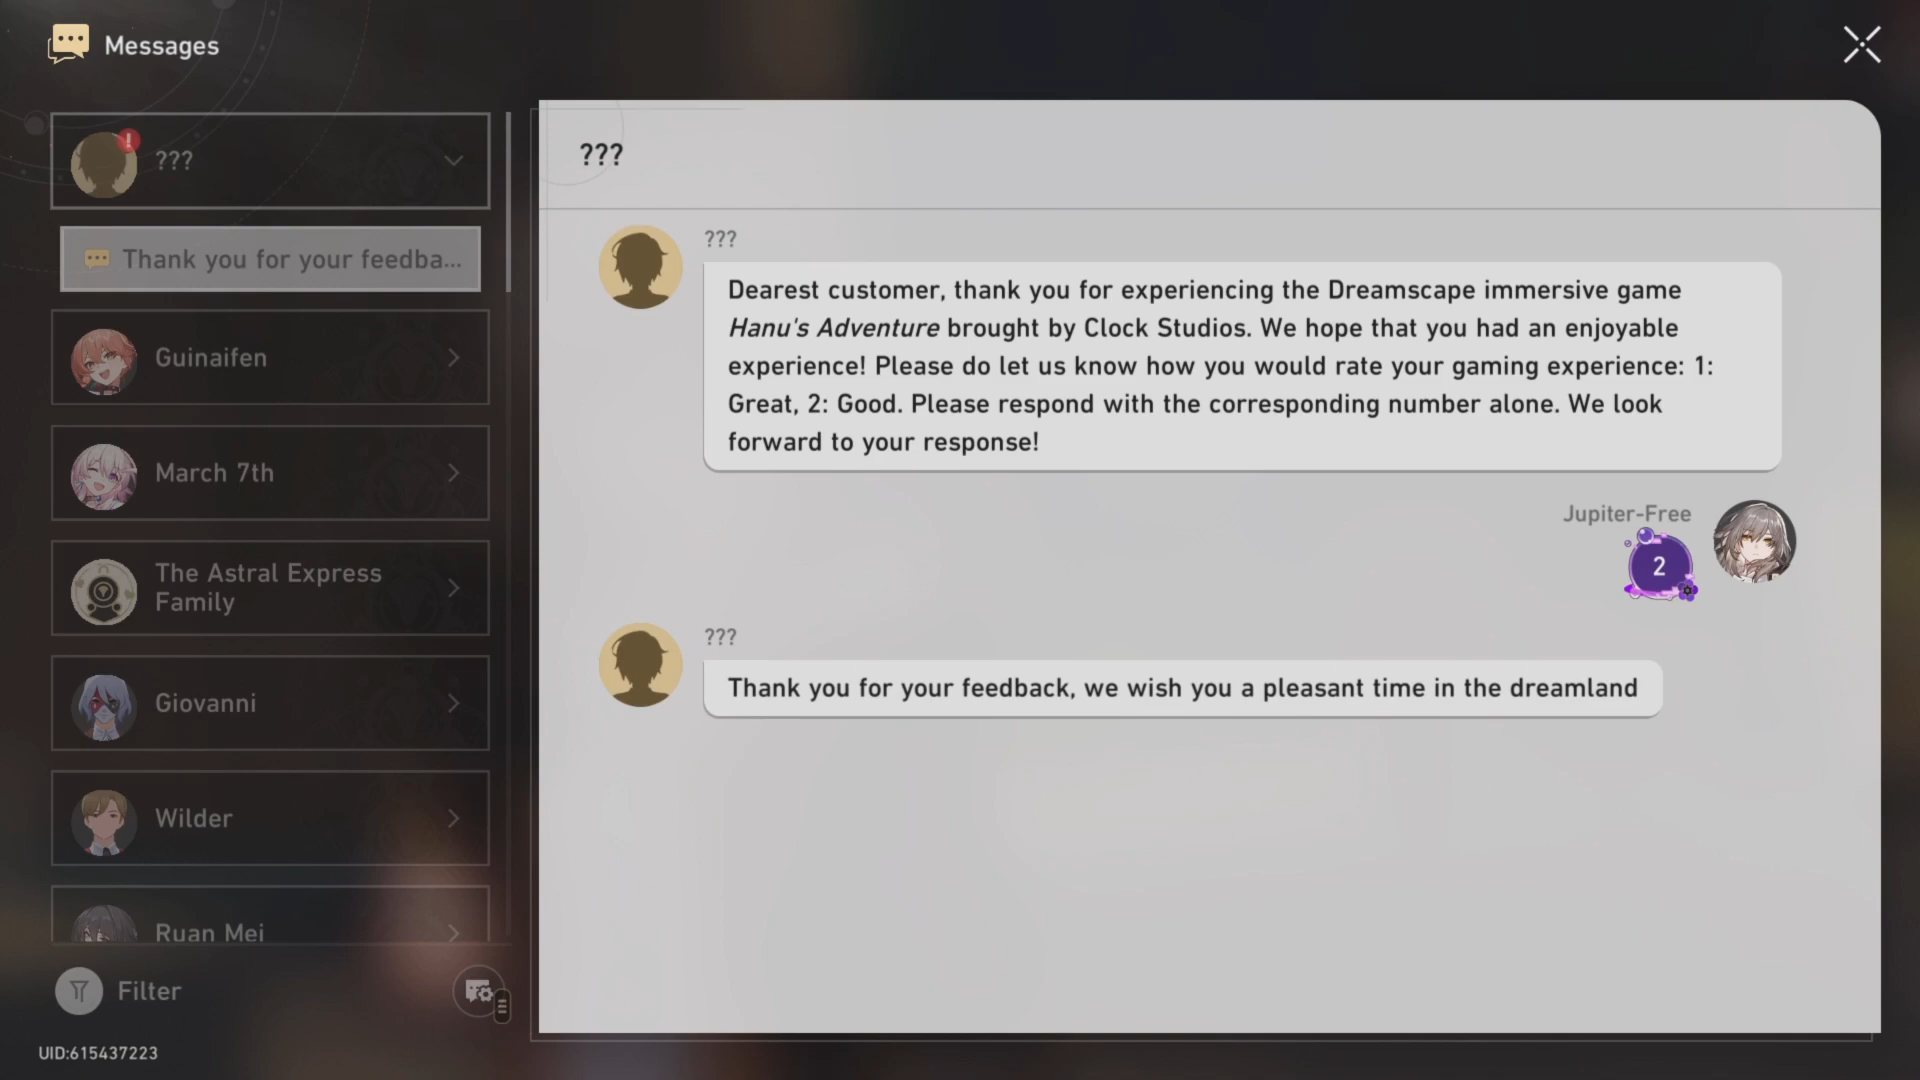 Messages
???
Thank you for your feedba...
Guinaifen
March 7th
The Astral Express
Family
Giovanni
Wilder
Ruan Mei
Filter
UID:615437223
???
???
Dearest customer, thank you for experiencing the Dreamscape immersive game
Hanu's Adventure brought by Clock Studios. We hope that you had an enjoyable
experience! Please do let us know how you would rate your gaming experience: 1:
Great, 2: Good. Please respond with the corresponding number alone. We look
forward to your response!
Jupiter-Free
2
???
Thank you for your feedback, we wish you a pleasant time in the dreamland